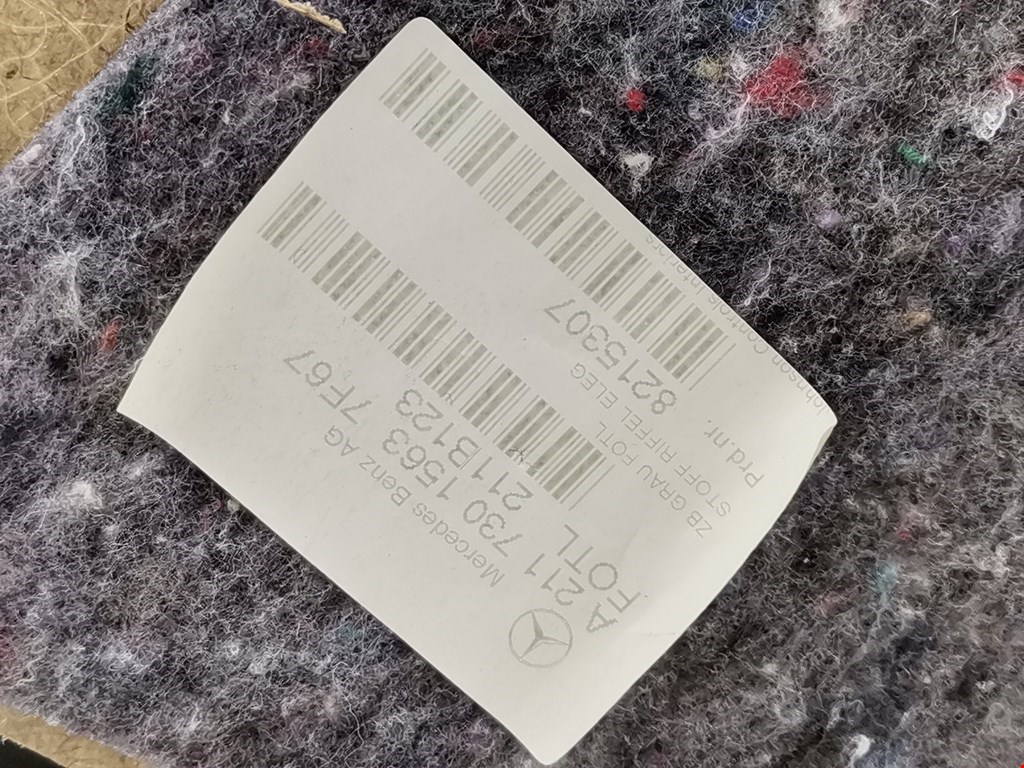 Mercedes Benz AG
A 211 730 1563 7F67
FOTL 211B123
ZB GRAU FOTL
STOFF RIFFEL ELEG
Prd.nr. 8215307
Johnson Controls Interiors